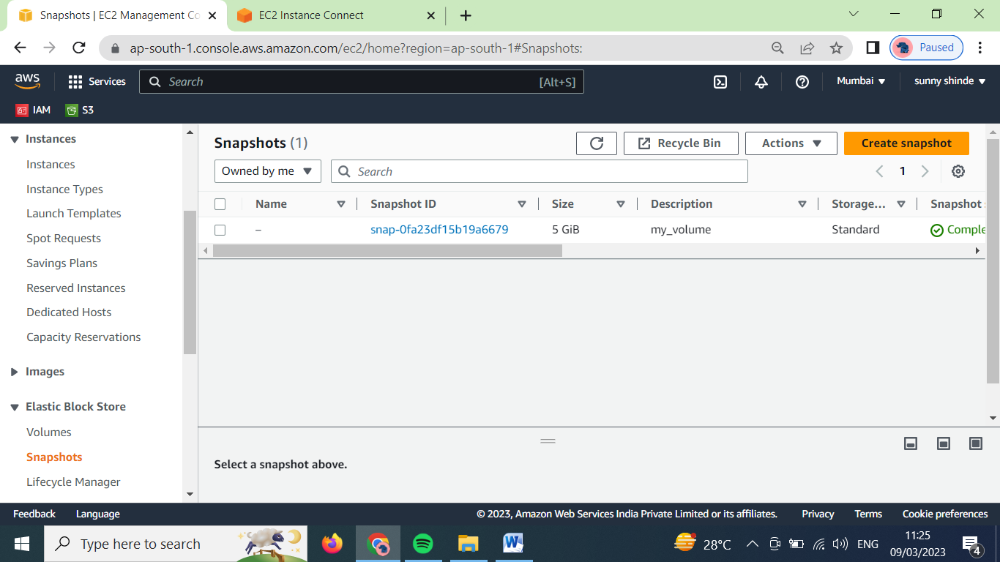 Snapshots | EC2 Management Co
EC2 Instance Connect
ap-south-1.console.aws.amazon.com/ec2/home?region=ap-south-1#Snapshots:
Paused
aws
Services
Search
[Alt+S]
Mumbai
sunny shinde
IAM
S3
Instances
Instances
Instance Types
Launch Templates
Spot Requests
Savings Plans
Reserved Instances
Dedicated Hosts
Capacity Reservations
Images
Elastic Block Store
Volumes
Snapshots
Lifecycle Manager
Snapshots (1)
Recycle Bin
Actions
Create snapshot
Owned by me
Search
1
Name
Snapshot ID
Size
Description
Storage...
Snapshot
–
snap-0fa23df15b19a6679
5 GiB
my_volume
Standard
Comple
Select a snapshot above.
Feedback
Language
© 2023, Amazon Web Services India Private Limited or its affiliates.
Privacy
Terms
Cookie preferences
Type here to search
28°C
ENG
11:25
09/03/2023
4